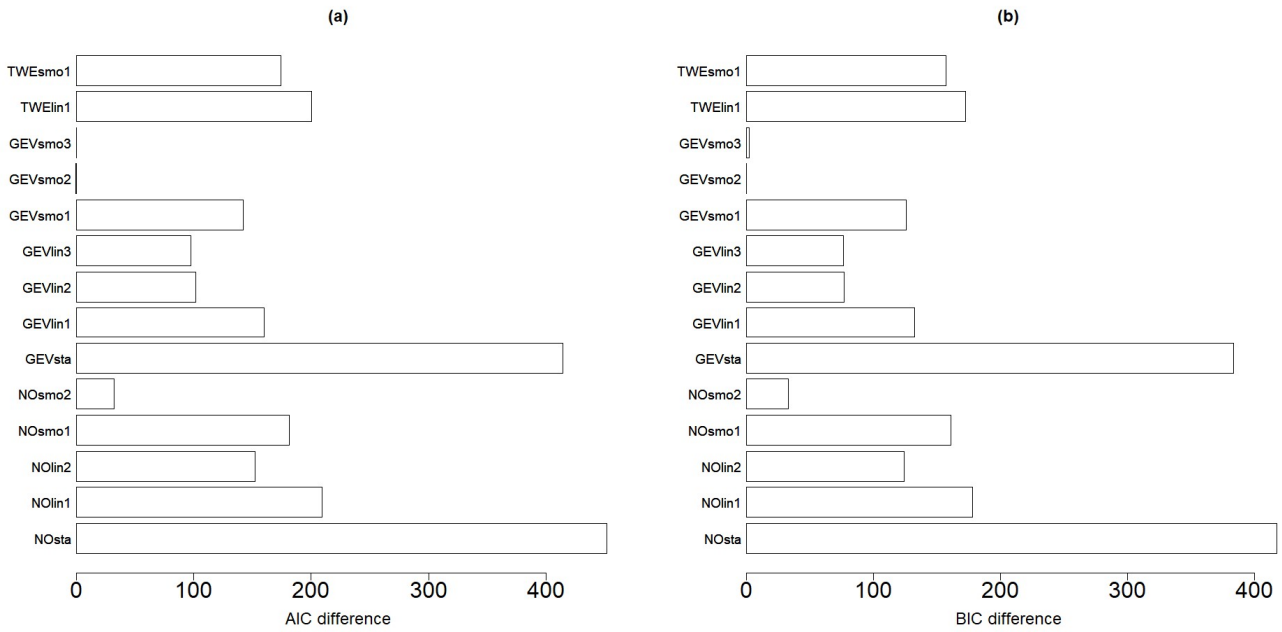 (a)
TWEsmo1
TWElin1
GEVsmo3
GEVsmo2
GEVsmo1
GEVlin3
GEVlin2
GEVlin1
GEVsta
NOsmo2
NOsmo1
NOlin2
NOlin1
NOsta
0 100 200 300 400
AIC difference
(b)
TWEsmo1
TWElin1
GEVsmo3
GEVsmo2
GEVsmo1
GEVlin3
GEVlin2
GEVlin1
GEVsta
NOsmo2
NOsmo1
NOlin2
NOlin1
NOsta
0 100 200 300 400
BIC difference